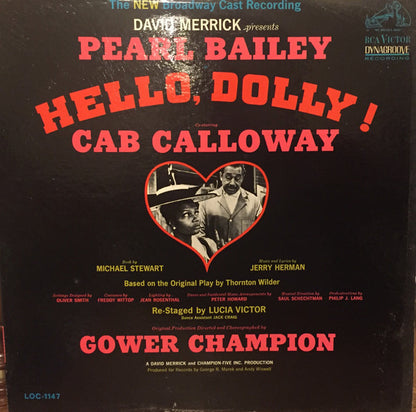 The NEW Broadway Cast Recording
DAVID MERRICK presents
PEARL BAILEY
HELLO, DOLLY!
Co-starring
CAB CALLOWAY
RCA VICTOR
DYNAGROOVE
RECORDING
Book by
MICHAEL STEWART
Music and Lyrics by
JERRY HERMAN
Based on the Original Play by Thornton Wilder
Settings Designed by
OLIVER SMITH
Costumes by
FREDDY WITTOP
Lighting by
JEAN ROSENTHAL
Dance and Incidental Music Arrangements by
PETER HOWARD
Musical Direction by
SAUL SCHECHTMAN
Orchestrations by
PHILIP J. LANG
Re-Staged by LUCIA VICTOR
Dance Assistant JACK CRAIG
Original Production Directed and Choreographed by
GOWER CHAMPION
A DAVID MERRICK and CHAMPION-FIVE INC. PRODUCTION
Produced for Records by George R. Marek and Andy Wiswell
LOC-1147